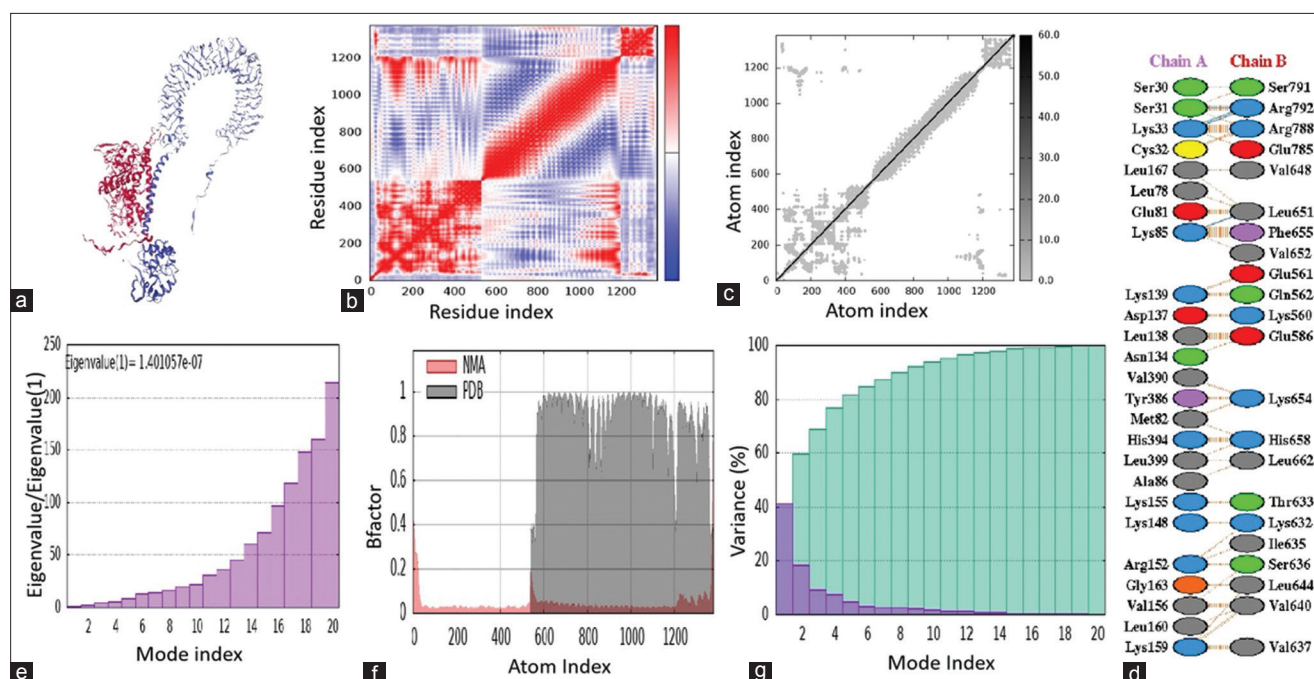 a
1200
1000
800
600
400
200
0
Residue index
0 200 400 600 800 1000 1200
Residue index
b
1200
1000
800
600
400
200
0
Atom index
0 200 400 600 800 1000 1200
Atom index
c
60.0
50.0
40.0
30.0
20.0
10.0
0.0
Chain A Chain B
Ser30 Ser791
Ser31 Arg792
Lys33 Arg788
Cys32 Glu785
Leu167 Val648
Leu78
Glu81 Leu651
Lys85 Phe655
Val652
Glu561
Lys139 Gln562
Asp137 Lys560
Leu138 Glu586
Asn134
Val390
Tyr386 Lys654
Met82
His394 His658
Leu399 Leu662
Ala86
Lys155 Thr633
Lys148 Lys632
Ile635
Arg152 Ser636
Gly163 Leu644
Val156 Val640
Leu160
Lys159 Val637
d
250
200
150
100
50
0
Eigenvalue/Eigenvalue(1)
Eigenvalue(1)= 1.401057e-07
2 4 6 8 10 12 14 16 18 20
Mode index
e
1
0.8
0.6
0.4
0.2
0
Bfactor
NMA
PDB
0 200 400 600 800 1000 1200
Atom Index
f
100
80
60
40
20
0
Variance (%)
2 4 6 8 10 12 14 16 18 20
Mode Index
g